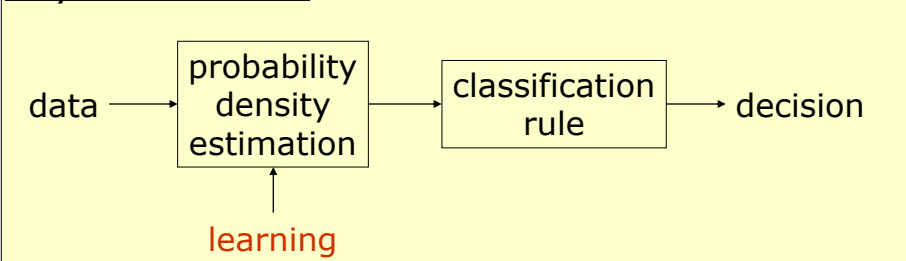 data
probability
density
estimation
classification
rule
decision
learning